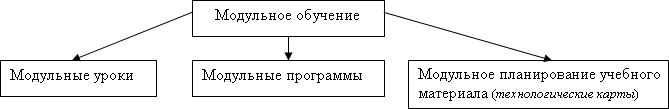 Модульное обучение
Модульные уроки
Модульные программы
Модульное планирование учебного
материала (технологические карты)